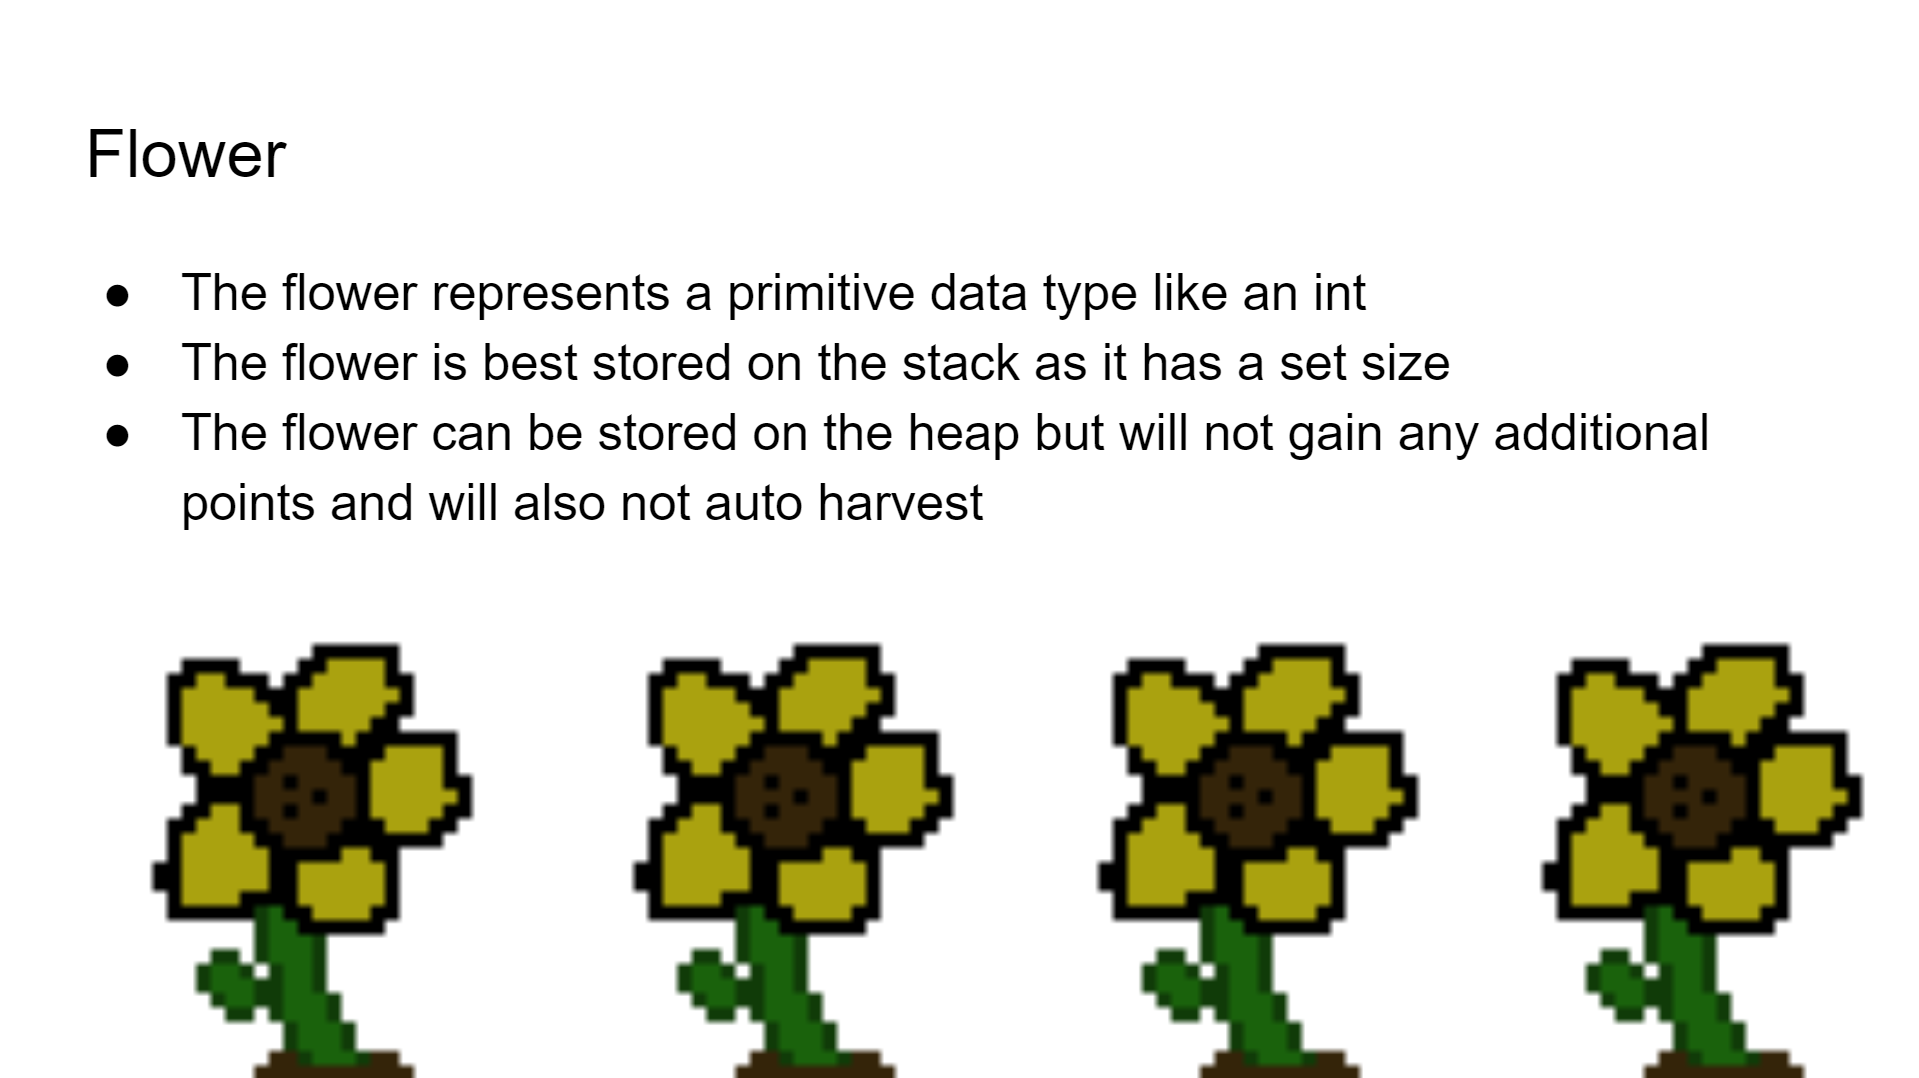 Flower
● The flower represents a primitive data type like an int
● The flower is best stored on the stack as it has a set size
● The flower can be stored on the heap but will not gain any additional
points and will also not auto harvest